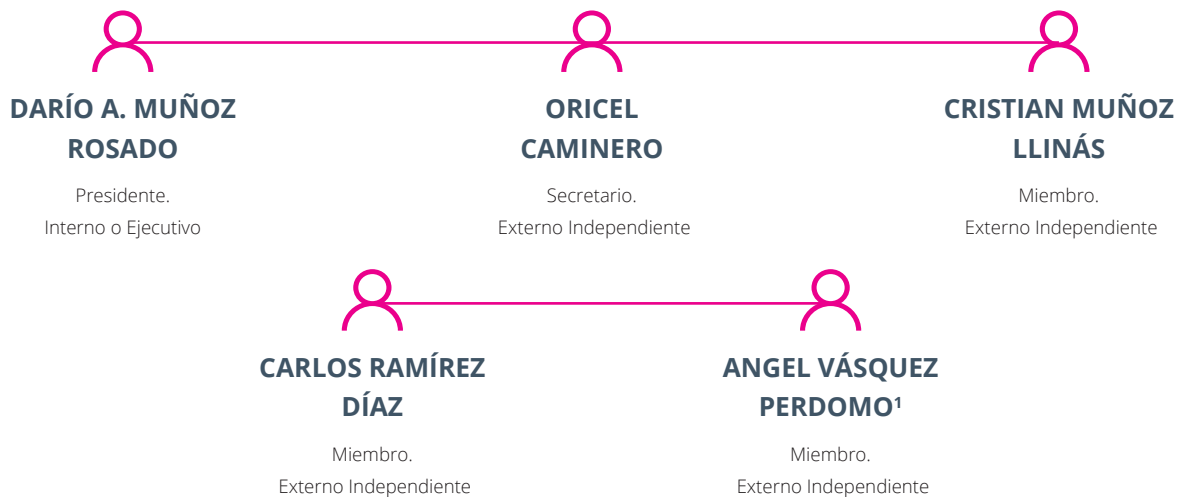 DARÍO A. MUÑOZ
ROSADO
Presidente.
Interno o Ejecutivo
ORICEL
CAMINERO
Secretario.
Externo Independiente
CRISTIAN MUÑOZ
LLINÁS
Miembro.
Externo Independiente
CARLOS RAMÍREZ
DÍAZ
Miembro.
Externo Independiente
ANGEL VÁSQUEZ
PERDOMO¹
Miembro.
Externo Independiente